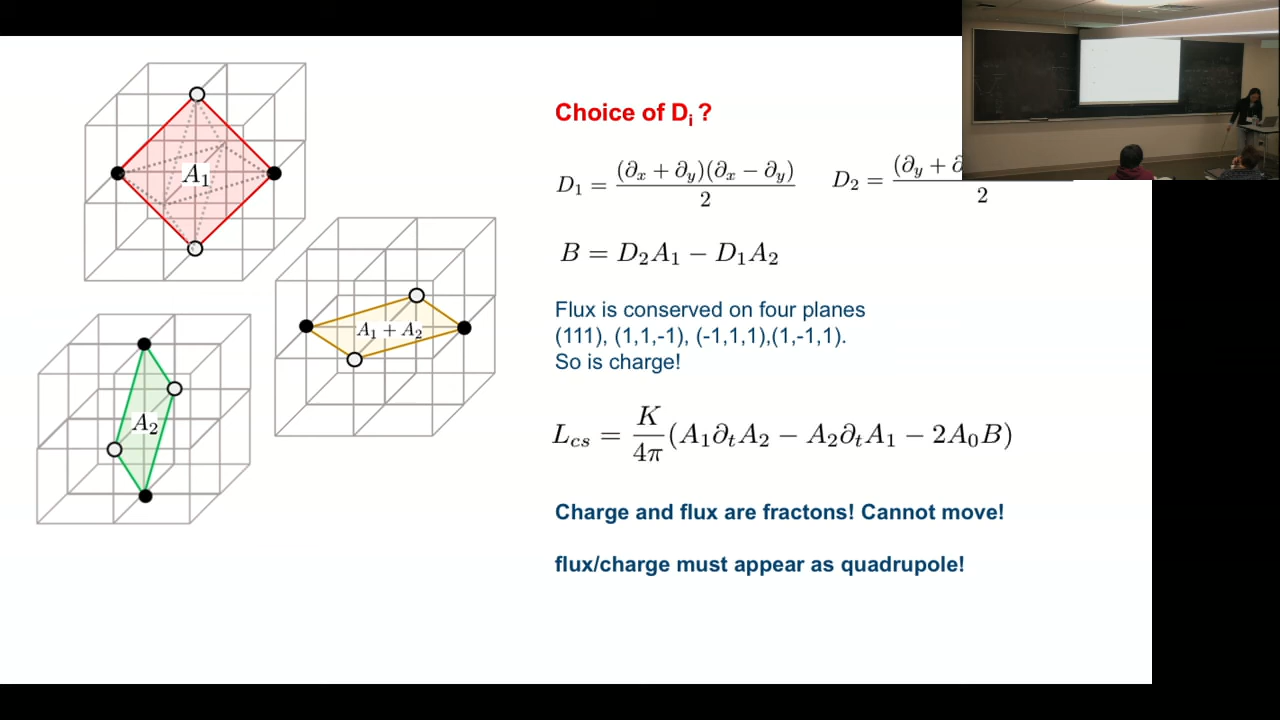 Choice of Dᵢ ?
D₁ = (∂ₓ + ∂ᵧ)(∂ₓ − ∂ᵧ) / 2    D₂ = (∂ᵧ + ∂ / 2
B = D₂A₁ − D₁A₂
Flux is conserved on four planes
(111), (1,1,-1), (-1,1,1),(1,-1,1).
So is charge!
L_cs = K/4π (A₁∂ₜA₂ − A₂∂ₜA₁ − 2A₀B)
Charge and flux are fractons! Cannot move!
flux/charge must appear as quadrupole!
A₁
A₁ + A₂
A₂